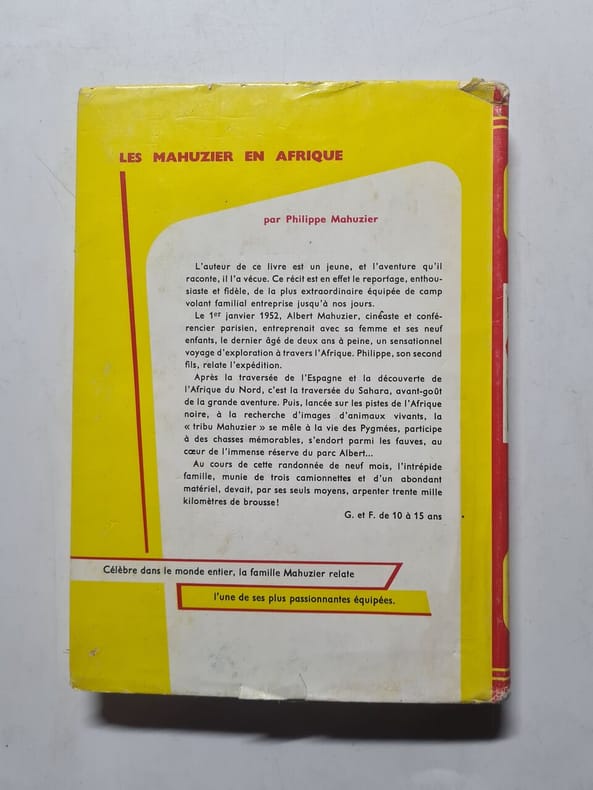 LES MAHUZIER EN AFRIQUE
par Philippe Mahuzier
L'auteur de ce livre est un jeune, et l'aventure qu'il
raconte, il l'a vécue. Ce récit est en effet le reportage, enthou-
siaste et fidèle, de la plus extraordinaire équipée de camp
volant familial entreprise jusqu'à nos jours.
Le 1er janvier 1952, Albert Mahuzier, cinéaste et confé-
rencier parisien, entreprenait avec sa femme et ses neuf
enfants, le dernier âgé de deux ans à peine, un sensationnel
voyage d'exploration à travers l'Afrique. Philippe, son second
fils, relate l'expédition.
Après la traversée de l'Espagne et la découverte de
l'Afrique du Nord, c'est la traversée du Sahara, avant-goût
de la grande aventure. Puis, lancée sur les pistes de l'Afrique
noire, à la recherche d'images d'animaux vivants, la
« tribu Mahuzier » se mêle à la vie des Pygmées, participe
à des chasses mémorables, s'endort parmi les fauves, au
cœur de l'immense réserve du parc Albert...
Au cours de cette randonnée de neuf mois, l'intrépide
famille, munie de trois camionnettes et d'un abondant
matériel, devait, par ses seuls moyens, arpenter trente mille
kilomètres de brousse!
G. et F. de 10 à 15 ans
Célèbre dans le monde entier, la famille Mahuzier relate
l'une de ses plus passionnantes équipées.